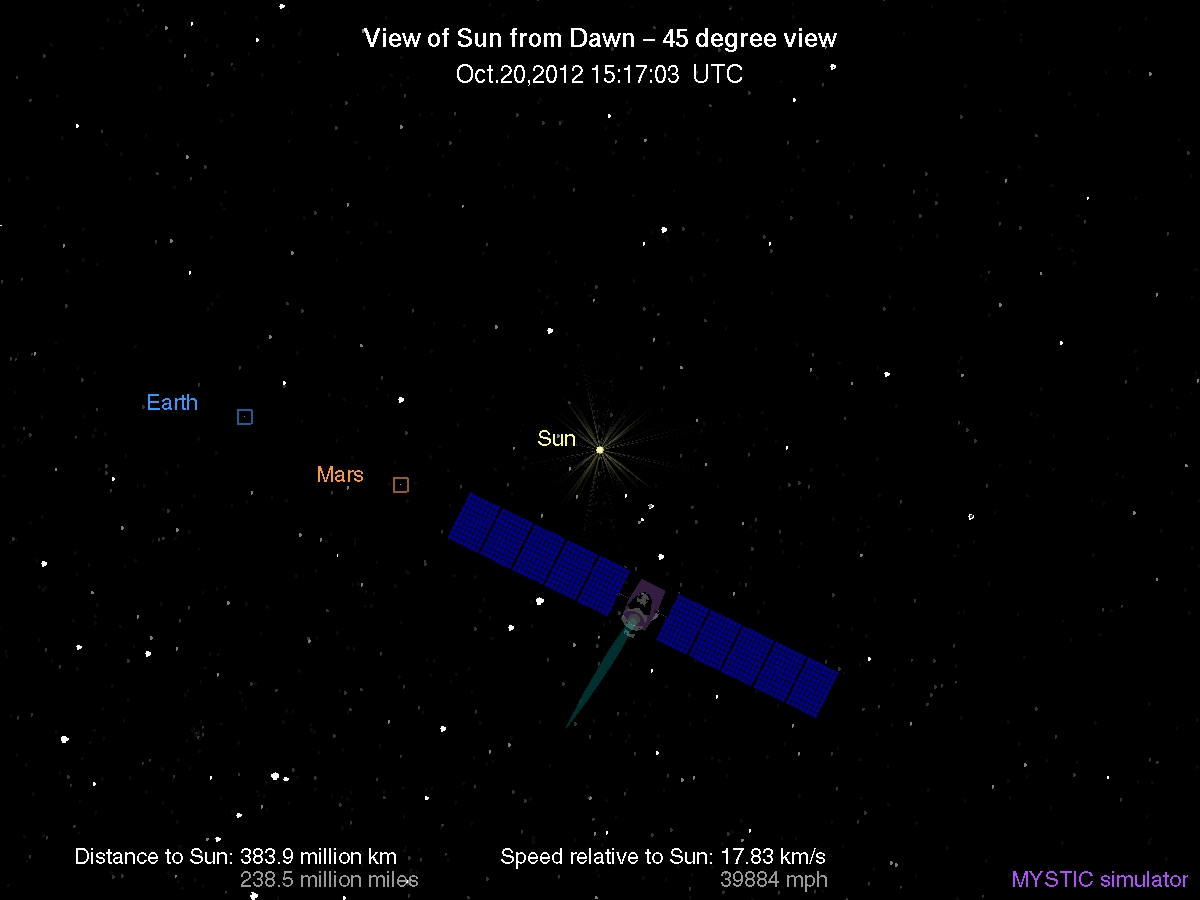 View of Sun from Dawn – 45 degree view
Oct.20,2012 15:17:03 UTC
Earth
Sun
Mars
Distance to Sun: 383.9 million km
238.5 million miles
Speed relative to Sun: 17.83 km/s
39884 mph
MYSTIC simulator